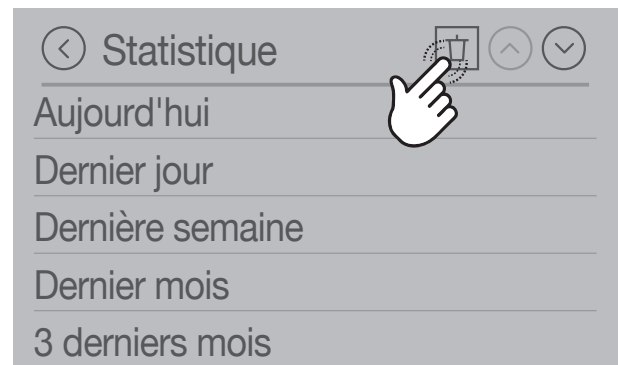 Statistique
Aujourd'hui
Dernier jour
Dernière semaine
Dernier mois
3 derniers mois